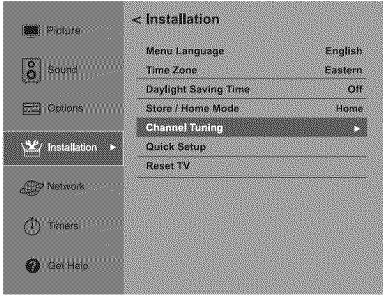 < Installation
Picture
Sound
Options
Installation
Network
Timers
Get Help
Menu Language English
Time Zone Eastern
Daylight Saving Time Off
Store / Home Mode Home
Channel Tuning
Quick Setup
Reset TV